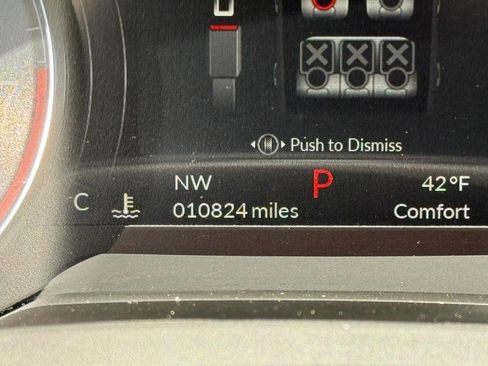 Push to Dismiss
NW P 42°F
C 010824 miles Comfort